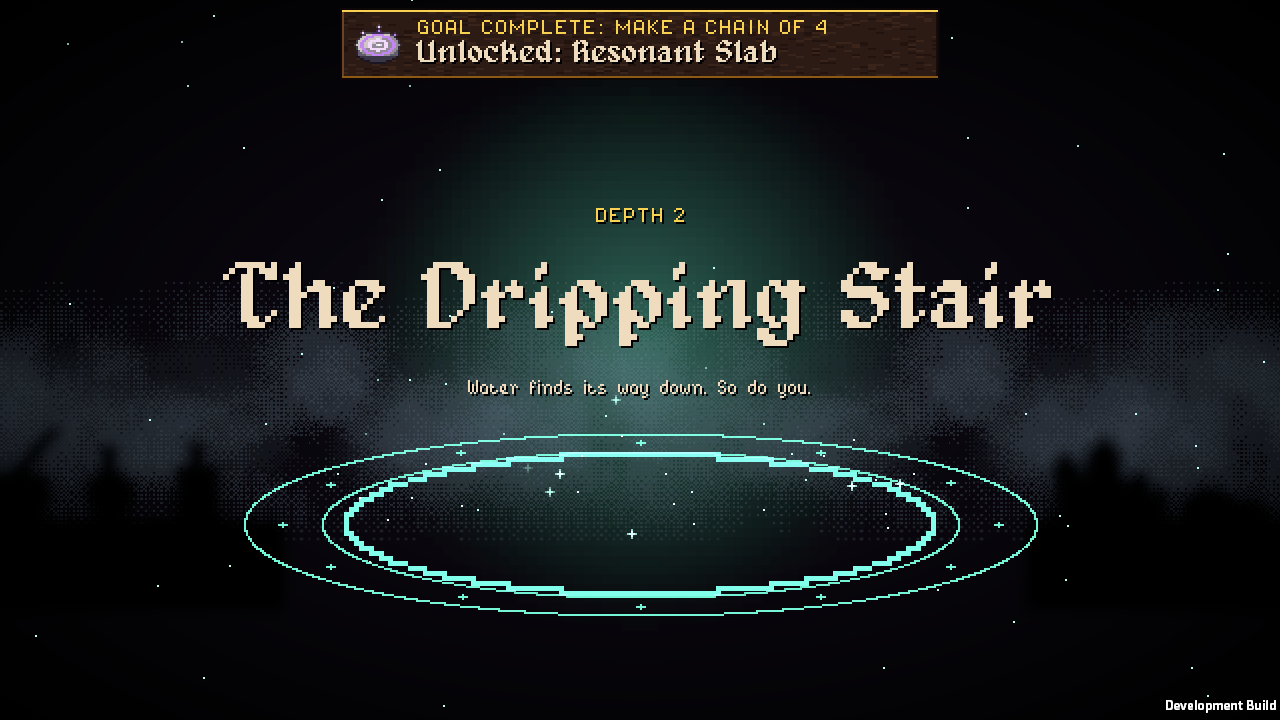 GOAL COMPLETE: MAKE A CHAIN OF 4
Unlocked: Resonant Slab
DEPTH 2
The Dripping Stair
Water finds its way down. So do you.
Development Build